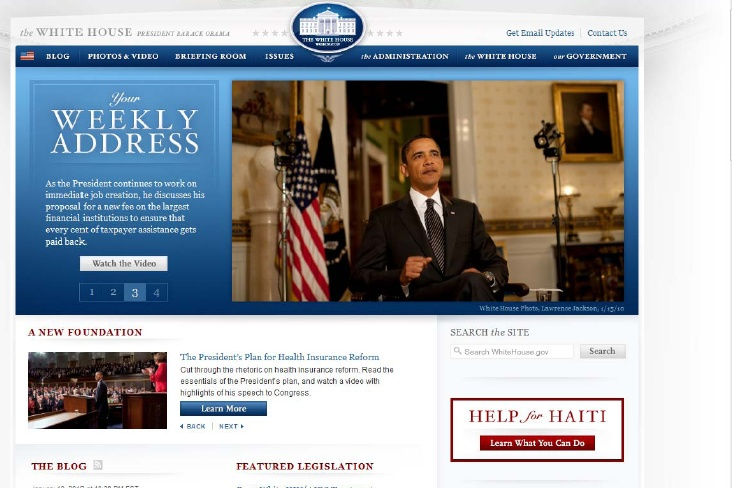 the WHITE HOUSE PRESIDENT BARACK OBAMA
THE WHITE HOUSE
WASHINGTON
Get Email Updates
Contact Us
BLOG
PHOTOS & VIDEO
BRIEFING ROOM
ISSUES
the ADMINISTRATION
the WHITE HOUSE
our GOVERNMENT
Your
WEEKLY
ADDRESS
As the President continues to work on
immediate job creation, he discusses his
proposal for a new fee on the largest
financial institutions to ensure that
every cent of taxpayer assistance gets
paid back.
Watch the Video
1 2 3 4
White House Photo, Lawrence Jackson, 1/15/10
A NEW FOUNDATION
The President's Plan for Health Insurance Reform
Cut through the rhetoric on health insurance reform. Read the
essentials of the President's plan, and watch a video with
highlights of his speech to Congress.
Learn More
BACK
NEXT
SEARCH the SITE
Search WhiteHouse.gov
Search
HELP for HAITI
Learn What You Can Do
THE BLOG
FEATURED LEGISLATION